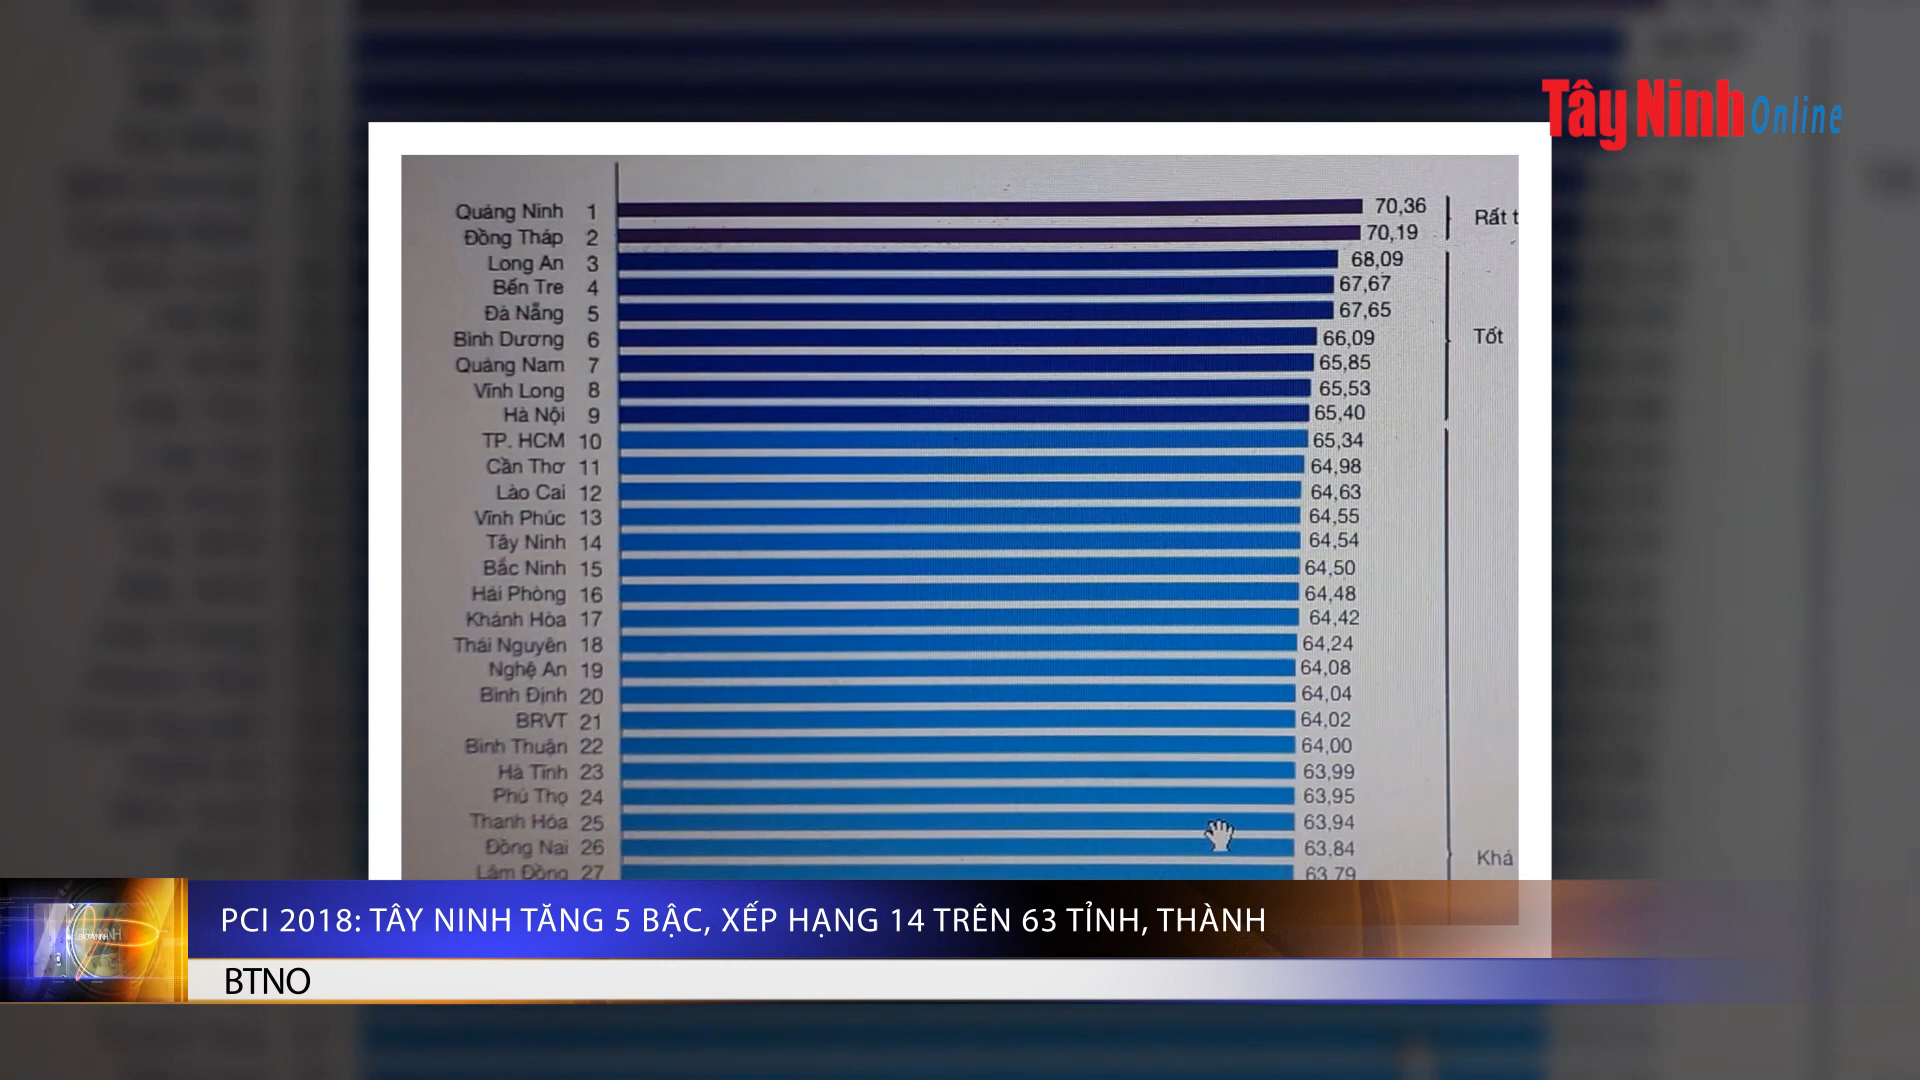 Tây Ninh Online
Quảng Ninh 1 70,36
Đồng Tháp 2 70,19
Rất t
Long An 3 68,09
Bến Tre 4 67,67
Đà Nẵng 5 67,65
Bình Dương 6 66,09
Tốt
Quảng Nam 7 65,85
Vĩnh Long 8 65,53
Hà Nội 9 65,40
TP. HCM 10 65,34
Cần Thơ 11 64,98
Lào Cai 12 64,63
Vĩnh Phúc 13 64,55
Tây Ninh 14 64,54
Bắc Ninh 15 64,50
Hải Phòng 16 64,48
Khánh Hòa 17 64,42
Thái Nguyên 18 64,24
Nghệ An 19 64,08
Bình Định 20 64,04
BRVT 21 64,02
Bình Thuận 22 64,00
Hà Tĩnh 23 63,99
Phú Thọ 24 63,95
Thanh Hóa 25 63,94
Đồng Nai 26 63,84
Khá
Lâm Đồng 27 63,79
PCI 2018: TÂY NINH TĂNG 5 BẬC, XẾP HẠNG 14 TRÊN 63 TỈNH, THÀNH
BTNO